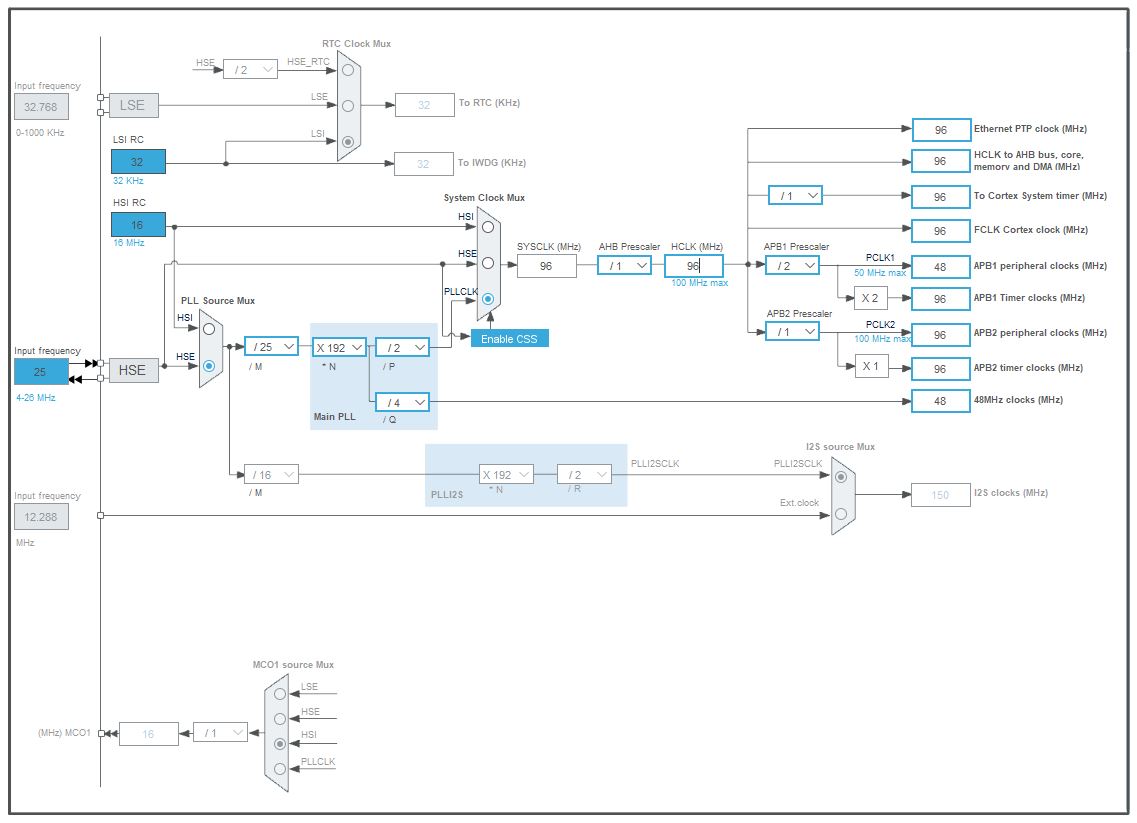 RTC Clock Mux
HSE
/ 2
HSE_RTC
Input frequency
32.768
0-1000 KHz
LSE
LSE
32
To RTC (KHz)
LSI RC
LSI
32
32 KHz
32
To IWDG (KHz)
HSI RC
16
16 MHz
System Clock Mux
HSI
HSE
PLLCLK
SYSCLK (MHz)
96
AHB Prescaler
/ 1
HCLK (MHz)
96
100 MHz max
Enable CSS
96
Ethernet PTP clock (MHz)
96
HCLK to AHB bus, core,
memory and DMA (MHz)
/ 1
96
To Cortex System timer (MHz)
96
FCLK Cortex clock (MHz)
APB1 Prescaler
/ 2
PCLK1
50 MHz max
48
APB1 peripheral clocks (MHz)
X 2
96
APB1 Timer clocks (MHz)
APB2 Prescaler
/ 1
PCLK2
100 MHz max
96
APB2 peripheral clocks (MHz)
X 1
96
APB2 timer clocks (MHz)
48
48MHz clocks (MHz)
PLL Source Mux
HSI
HSE
Input frequency
25
4-26 MHz
HSE
/ 25
/ M
X 192
* N
/ 2
/ P
/ 4
/ Q
Main PLL
/ 16
/ M
X 192
* N
/ 2
/ R
PLLI2S
PLLI2SCLK
I2S source Mux
PLLI2SCLK
Ext.clock
150
I2S clocks (MHz)
Input frequency
12.288
MHz
MCO1 source Mux
LSE
HSE
HSI
PLLCLK
(MHz) MCO1
16
/ 1